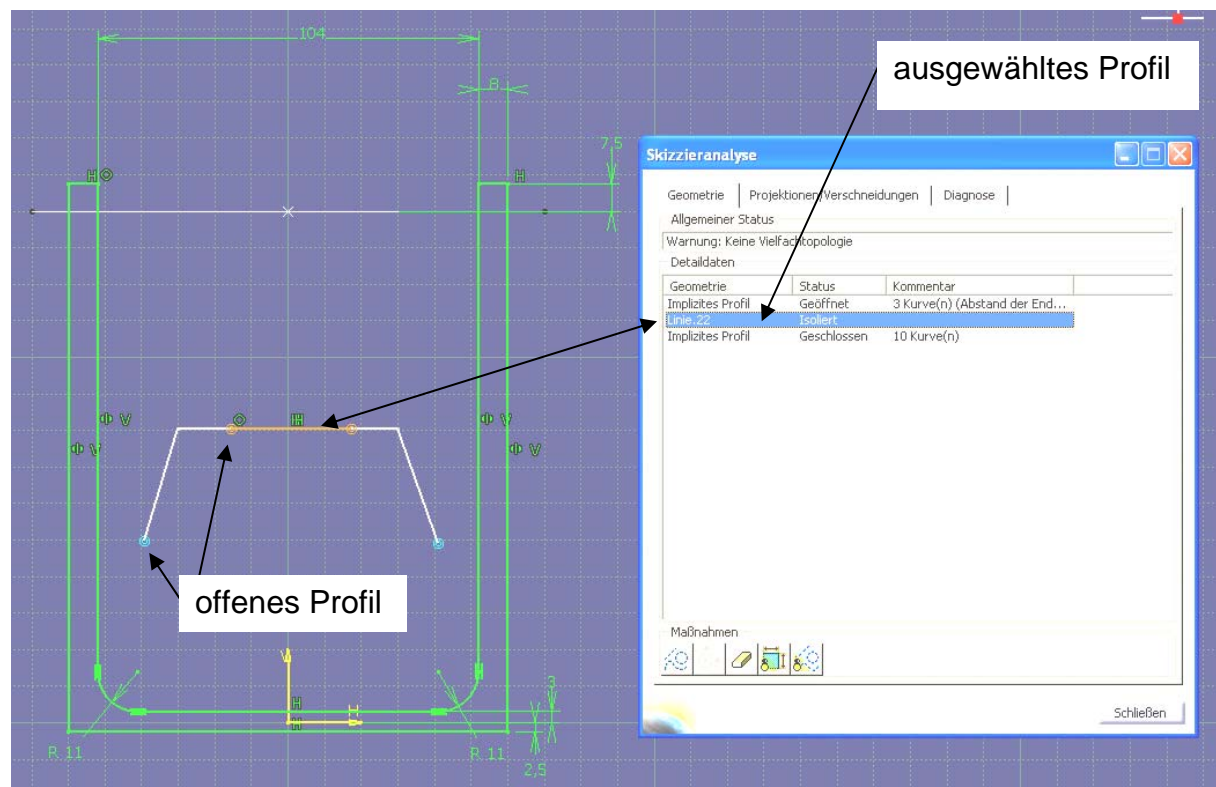 104
ausgewähltes Profil
8
7,5
Skizzieranalyse
H
H
Geometrie Projektionen/Verschneidungen Diagnose
Allgemeiner Status
Warnung: Keine Vielfachtopologie
Detaildaten
Geometrie Status Kommentar
Implizites Profil Geöffnet 3 Kurve(n) (Abstand der End...
Linie.22 Isoliert
Implizites Profil Geschlossen 10 Kurve(n)
V
H
V
V
V
offenes Profil
Maßnahmen
V
3
H
H
H
Schließen
R 11
R 11
2,5